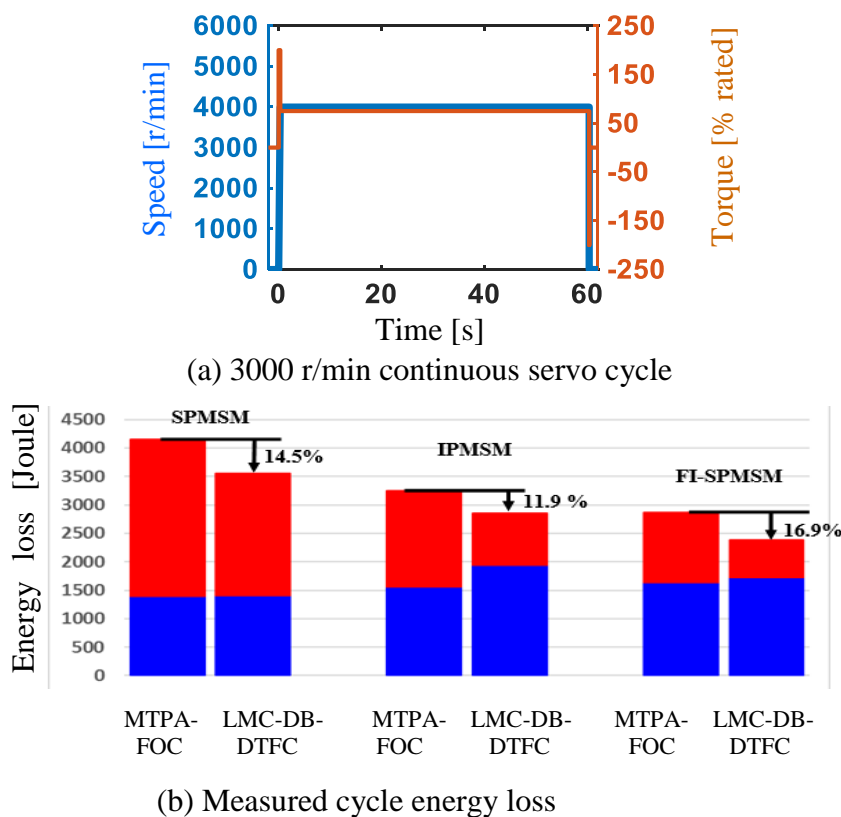 6000
5000
4000
3000
2000
1000
0
Speed [r/min]
250
150
50
-50
-150
-250
Torque [% rated]
0 20 40 60
Time [s]
(a) 3000 r/min continuous servo cycle
Energy loss [Joule]
4500
4000
3500
3000
2500
2000
1500
1000
500
0
SPMSM
14.5%
IPMSM
11.9 %
FI-SPMSM
16.9%
MTPA-
FOC
LMC-DB-
DTFC
MTPA-
FOC
LMC-DB-
DTFC
MTPA-
FOC
LMC-DB-
DTFC
(b) Measured cycle energy loss